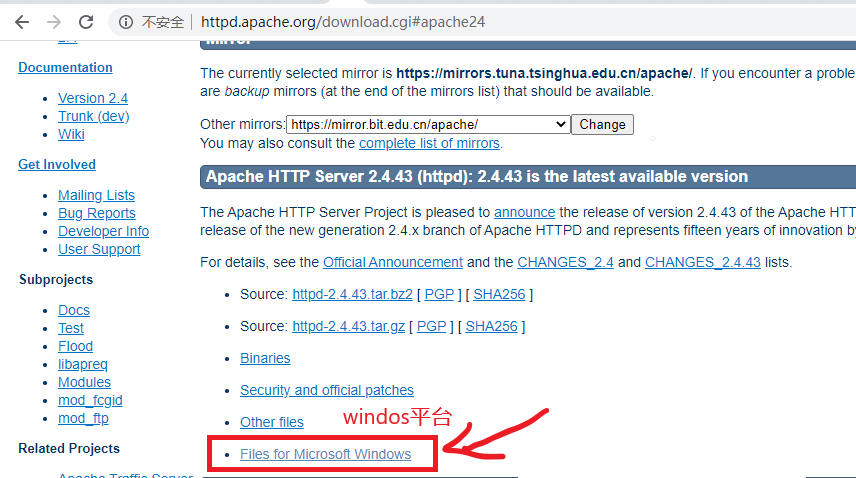 不安全 httpd.apache.org/download.cgi#apache24
Documentation
Version 2.4
Trunk (dev)
Wiki
Get Involved
Mailing Lists
Bug Reports
Developer Info
User Support
Subprojects
Docs
Test
Flood
libapreq
Modules
mod_fcgid
mod_ftp
Related Projects
Apache Traffic Server
Mirror
The currently selected mirror is https://mirrors.tuna.tsinghua.edu.cn/apache/. If you encounter a proble
are backup mirrors (at the end of the mirrors list) that should be available.
Other mirrors: https://mirror.bit.edu.cn/apache/ Change
You may also consult the complete list of mirrors.
Apache HTTP Server 2.4.43 (httpd): 2.4.43 is the latest available version
The Apache HTTP Server Project is pleased to announce the release of version 2.4.43 of the Apache HTT
release of the new generation 2.4.x branch of Apache HTTPD and represents fifteen years of innovation by
For details, see the Official Announcement and the CHANGES_2.4 and CHANGES_2.4.43 lists.
Source: httpd-2.4.43.tar.bz2 [ PGP ] [ SHA256 ]
Source: httpd-2.4.43.tar.gz [ PGP ] [ SHA256 ]
Binaries
Security and official patches
Other files
windos平台
Files for Microsoft Windows